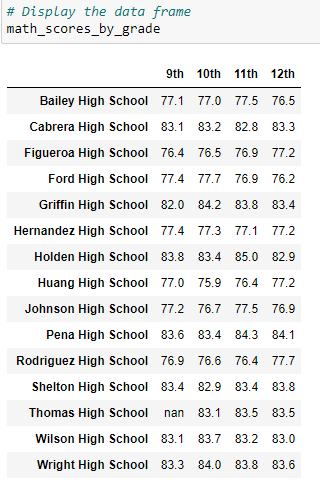 # Display the data frame
math_scores_by_grade
9th 10th 11th 12th
Bailey High School 77.1 77.0 77.5 76.5
Cabrera High School 83.1 83.2 82.8 83.3
Figueroa High School 76.4 76.5 76.9 77.2
Ford High School 77.4 77.7 76.9 76.2
Griffin High School 82.0 84.2 83.8 83.4
Hernandez High School 77.4 77.3 77.1 77.2
Holden High School 83.8 83.4 85.0 82.9
Huang High School 77.0 75.9 76.4 77.2
Johnson High School 77.2 76.7 77.5 76.9
Pena High School 83.6 83.4 84.3 84.1
Rodriguez High School 76.9 76.6 76.4 77.7
Shelton High School 83.4 82.9 83.4 83.8
Thomas High School nan 83.1 83.5 83.5
Wilson High School 83.1 83.7 83.2 83.0
Wright High School 83.3 84.0 83.8 83.6